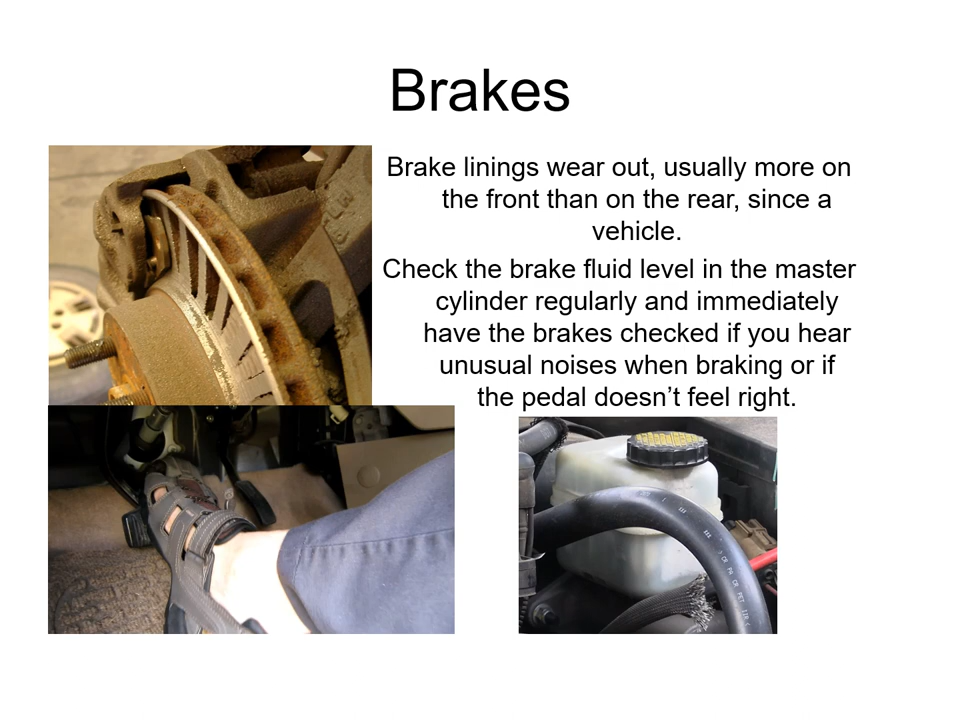 Brakes
Brake linings wear out, usually more on
the front than on the rear, since a
vehicle.
Check the brake fluid level in the master
cylinder regularly and immediately
have the brakes checked if you hear
unusual noises when braking or if
the pedal doesn’t feel right.